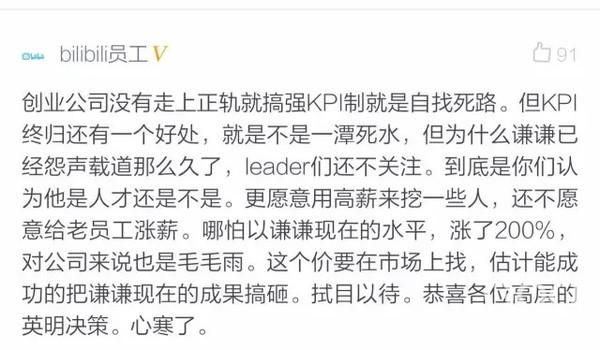 bilibili员工 V
91
创业公司没有走上正轨就搞强KPI制就是自找死路。但KPI
终归还有一个好处，就是不是一潭死水，但为什么谦谦已
经怨声载道那么久了，leader们还不关注。到底是你们认
为他是人才还是不是。更愿意用高薪来挖一些人，还不愿
意给老员工涨薪。哪怕以谦谦现在的水平，涨了200%，
对公司来说也是毛毛雨。这个价要在市场上找，估计能成
功的把谦谦现在的成果搞砸。拭目以待。恭喜各位高层的
英明决策。心寒了。